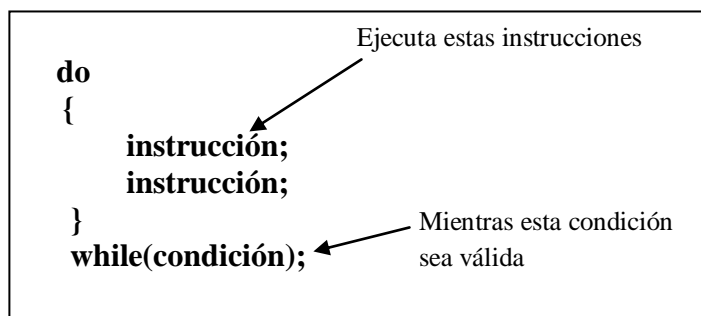 Ejecuta estas instrucciones
do
{
instrucción;
instrucción;
}
while(condición);
Mientras esta condición
sea válida